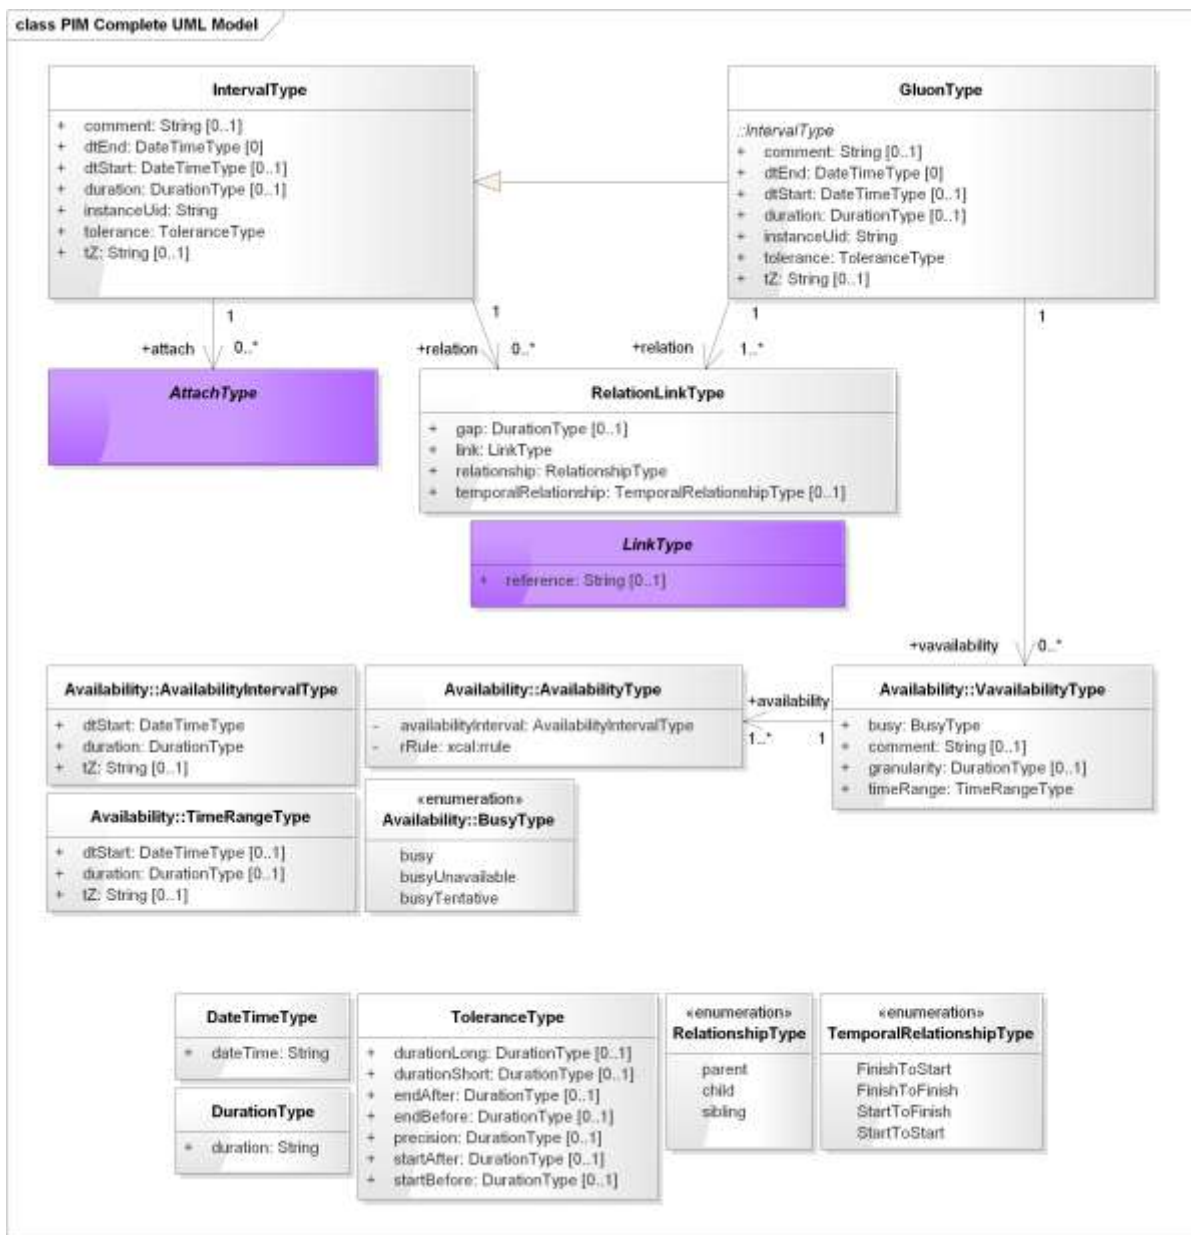 class PIM Complete UML Model
IntervalType
+ comment: String [0..1]
+ dtEnd: DateTimeType [0]
+ dtStart: DateTimeType [0..1]
+ duration: DurationType [0..1]
+ instanceUid: String
+ tolerance: ToleranceType
+ tZ: String [0..1]
GluonType
::IntervalType
+ comment: String [0..1]
+ dtEnd: DateTimeType [0]
+ dtStart: DateTimeType [0..1]
+ duration: DurationType [0..1]
+ instanceUid: String
+ tolerance: ToleranceType
+ tZ: String [0..1]
1
+attach 0..*
1
+relation 0..*
1
+relation 1..*
1
AttachType
RelationLinkType
+ gap: DurationType [0..1]
+ link: LinkType
+ relationship: RelationshipType
+ temporalRelationship: TemporalRelationshipType [0..1]
LinkType
+ reference: String [0..1]
+vavailability 0..*
Availability::AvailabilityIntervalType
+ dtStart: DateTimeType
+ duration: DurationType
+ tZ: String [0..1]
Availability::AvailabilityType
- availabilityInterval: AvailabilityIntervalType
- rRule: xcal:rrule
+availability
1..* 1
Availability::VavailabilityType
+ busy: BusyType
+ comment: String [0..1]
+ granularity: DurationType [0..1]
+ timeRange: TimeRangeType
Availability::TimeRangeType
+ dtStart: DateTimeType [0..1]
+ duration: DurationType [0..1]
+ tZ: String [0..1]
«enumeration»
Availability::BusyType
busy
busyUnavailable
busyTentative
DateTimeType
+ dateTime: String
DurationType
+ duration: String
ToleranceType
+ durationLong: DurationType [0..1]
+ durationShort: DurationType [0..1]
+ endAfter: DurationType [0..1]
+ endBefore: DurationType [0..1]
+ precision: DurationType [0..1]
+ startAfter: DurationType [0..1]
+ startBefore: DurationType [0..1]
«enumeration»
RelationshipType
parent
child
sibling
«enumeration»
TemporalRelationshipType
FinishToStart
FinishToFinish
StartToFinish
StartToStart